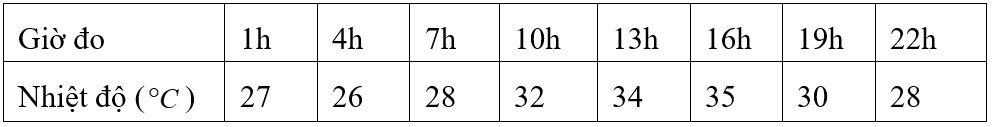 Giờ đo 1h 4h 7h 10h 13h 16h 19h 22h
Nhiệt độ (°C) 27 26 28 32 34 35 30 28